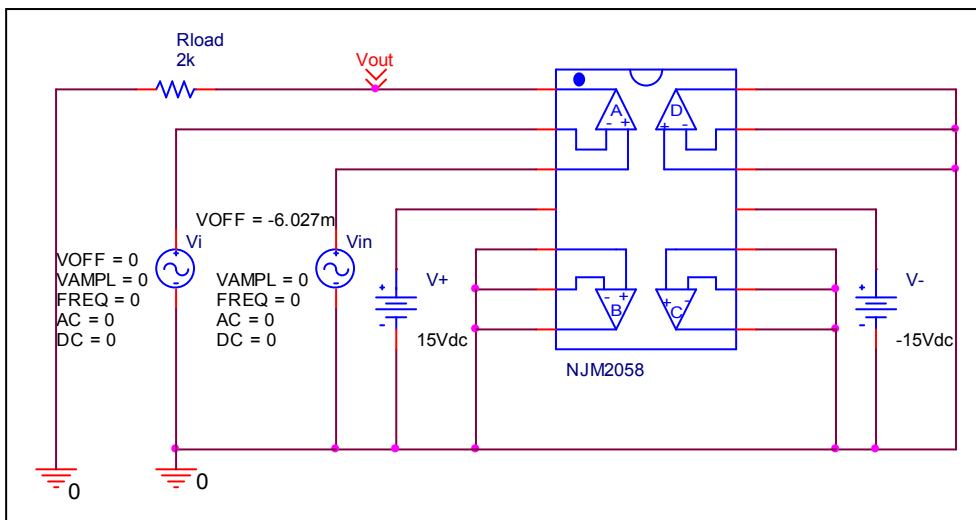 Rload
2k
Vout
A
D
- +
+ -
VOFF = -6.027m
Vi
Vin
VOFF = 0
VAMPL = 0
FREQ = 0
AC = 0
DC = 0
VAMPL = 0
FREQ = 0
AC = 0
DC = 0
+
-
V+
15Vdc
- +
B
+ -
C
+
-
V-
-15Vdc
NJM2058
0
0